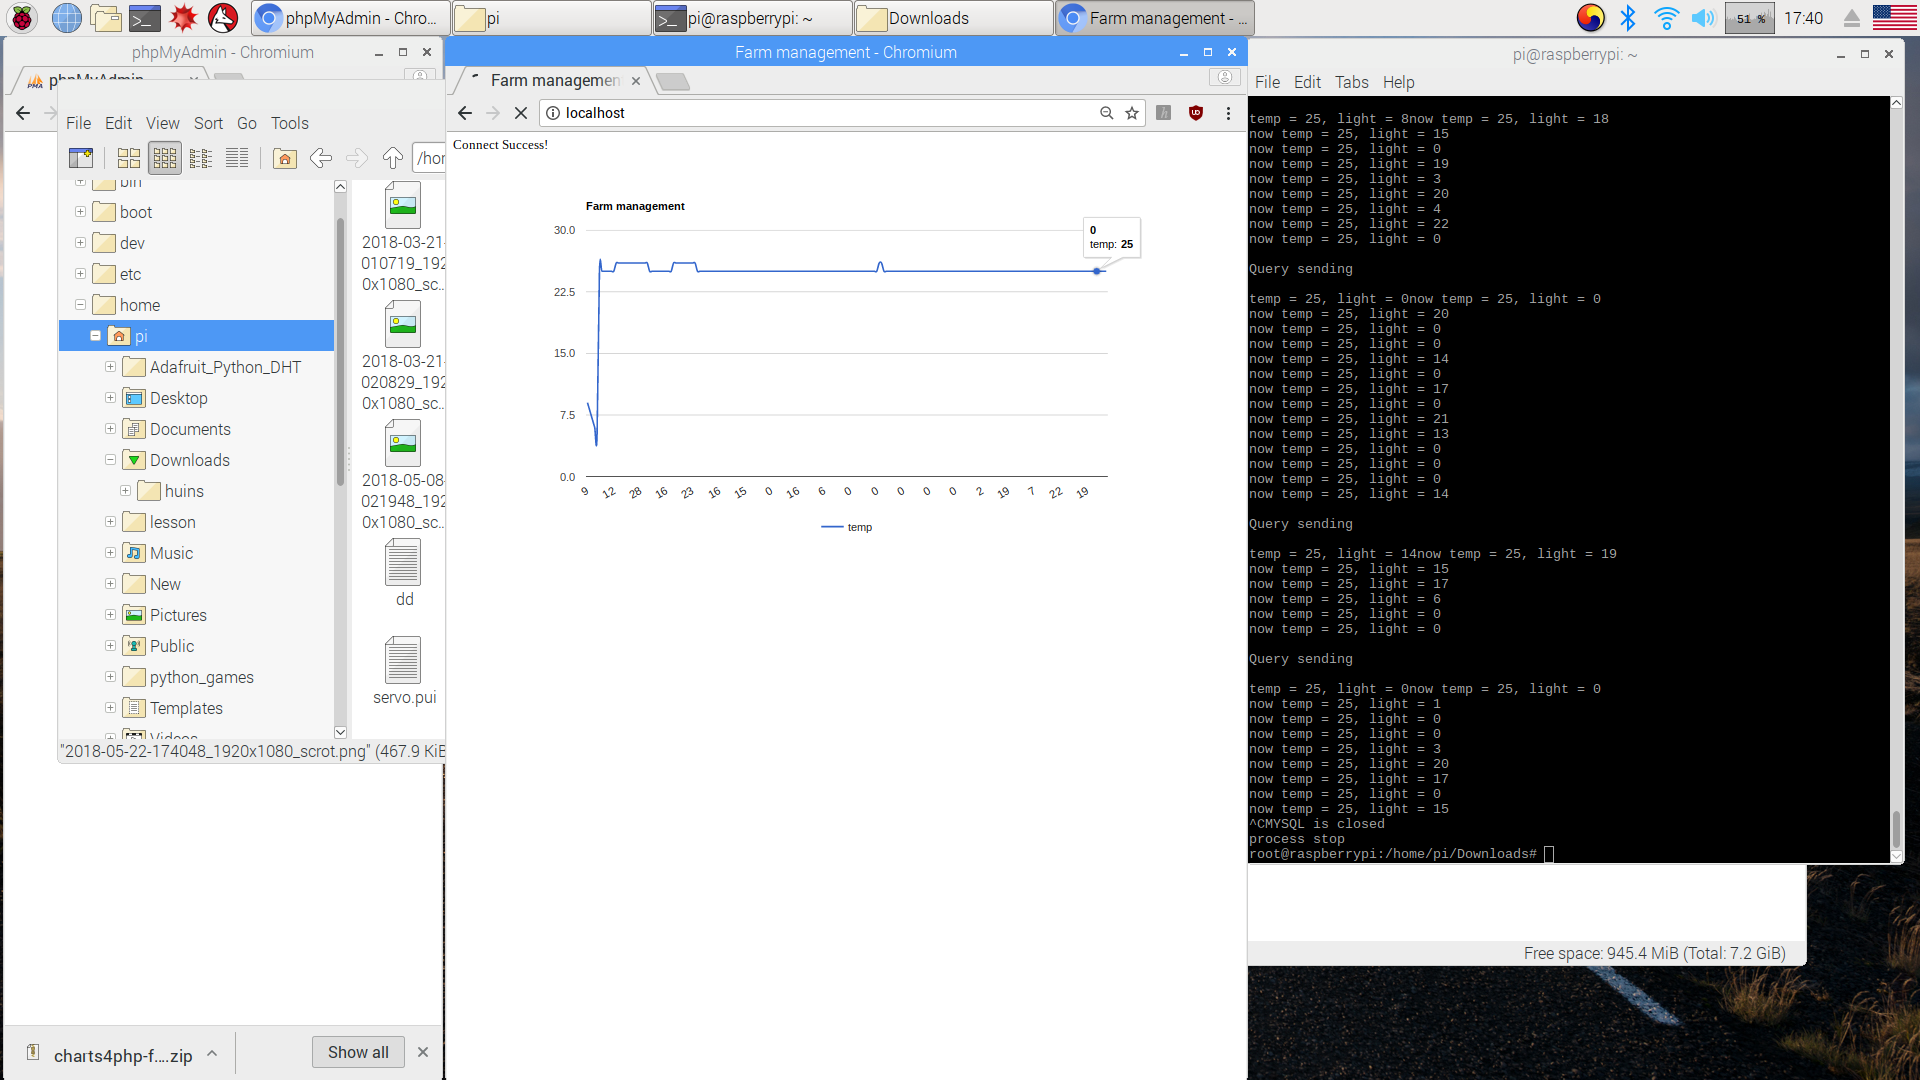 phpMyAdmin - Chro...
pi
pi@raspberrypi: ~
Downloads
Farm management - ...
51 %
17:40
phpMyAdmin - Chromium
phpMyAdmin
File Edit View Sort Go Tools
/hor
bin
boot
dev
etc
home
pi
Adafruit_Python_DHT
Desktop
Documents
Downloads
huins
lesson
Music
New
Pictures
Public
python_games
Templates
Videos
2018-03-21-
010719_192
0x1080_sc...
2018-03-21-
020829_192
0x1080_sc...
2018-05-08-
021948_192
0x1080_sc...
dd
servo.pui
"2018-05-22-174048_1920x1080_scrot.png" (467.9 KiB
charts4php-f....zip
Show all
Farm management - Chromium
Farm managemen
localhost
Connect Success!
Farm management
30.0
22.5
15.0
7.5
0.0
0
temp: 25
9 12 28 16 23 16 15 0 16 6 0 0 0 0 0 2 19 7 22 19
temp
pi@raspberrypi: ~
File Edit Tabs Help
temp = 25, light = 8now temp = 25, light = 18
now temp = 25, light = 15
now temp = 25, light = 0
now temp = 25, light = 19
now temp = 25, light = 3
now temp = 25, light = 20
now temp = 25, light = 4
now temp = 25, light = 22
now temp = 25, light = 0
Query sending
temp = 25, light = 0now temp = 25, light = 0
now temp = 25, light = 20
now temp = 25, light = 0
now temp = 25, light = 0
now temp = 25, light = 14
now temp = 25, light = 0
now temp = 25, light = 17
now temp = 25, light = 0
now temp = 25, light = 21
now temp = 25, light = 13
now temp = 25, light = 0
now temp = 25, light = 0
now temp = 25, light = 0
now temp = 25, light = 14
Query sending
temp = 25, light = 14now temp = 25, light = 19
now temp = 25, light = 15
now temp = 25, light = 17
now temp = 25, light = 6
now temp = 25, light = 0
now temp = 25, light = 0
Query sending
temp = 25, light = 0now temp = 25, light = 0
now temp = 25, light = 1
now temp = 25, light = 0
now temp = 25, light = 0
now temp = 25, light = 3
now temp = 25, light = 20
now temp = 25, light = 17
now temp = 25, light = 0
now temp = 25, light = 15
^CMYSQL is closed
process stop
root@raspberrypi:/home/pi/Downloads#
Free space: 945.4 MiB (Total: 7.2 GiB)